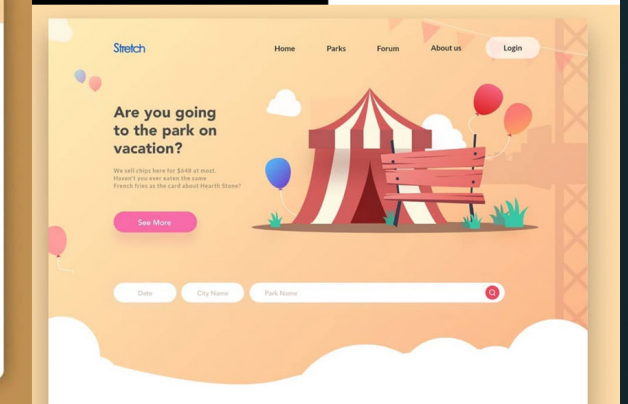 Stretch
Home Parks Forum About us Login
Are you going
to the park on
vacation?
We sell chips here for $648 at most.
Haven't you ever eaten the same
French fries as the card about Hearth Stone?
See More
Date City Name Park Name